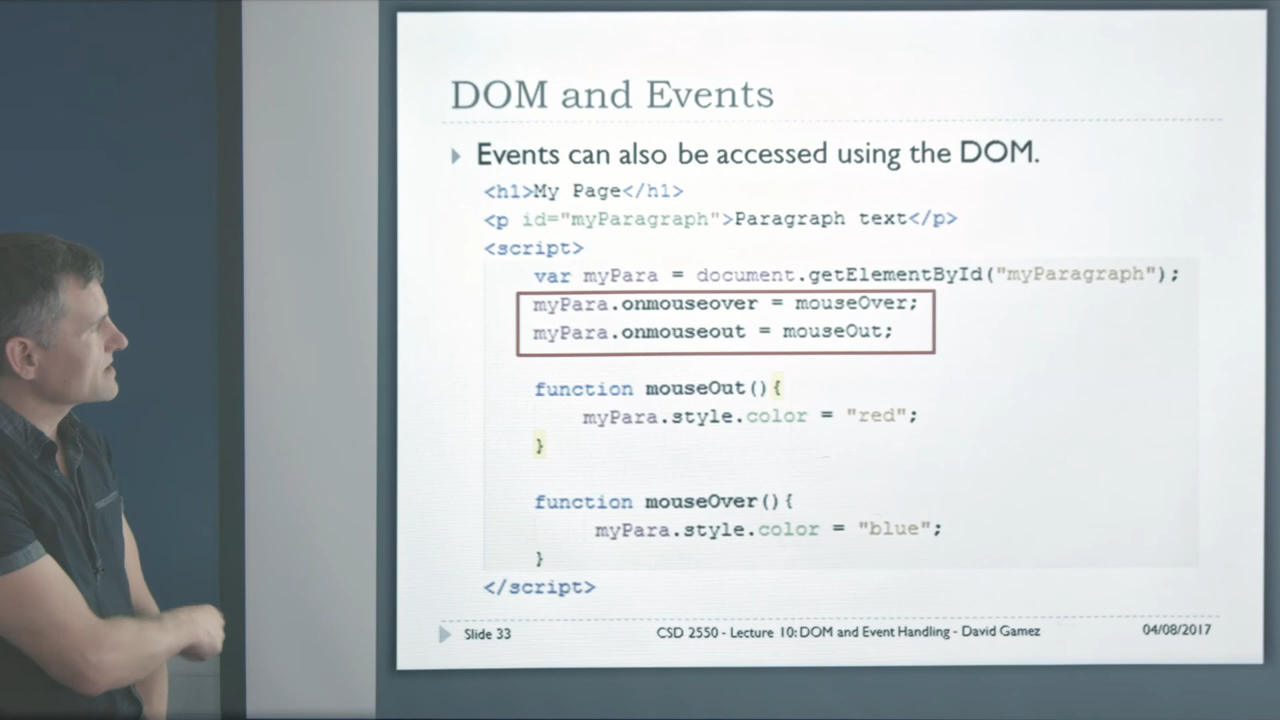 DOM and Events
Events can also be accessed using the DOM.
<h1>My Page</h1>
<p id="myParagraph">Paragraph text</p>
<script>
var myPara = document.getElementById("myParagraph");
myPara.onmouseover = mouseOver;
myPara.onmouseout = mouseOut;
function mouseOut(){
myPara.style.color = "red";
}
function mouseOver(){
myPara.style.color = "blue";
}
</script>
Slide 33 CSD 2550 - Lecture 10: DOM and Event Handling - David Gamez 04/08/2017